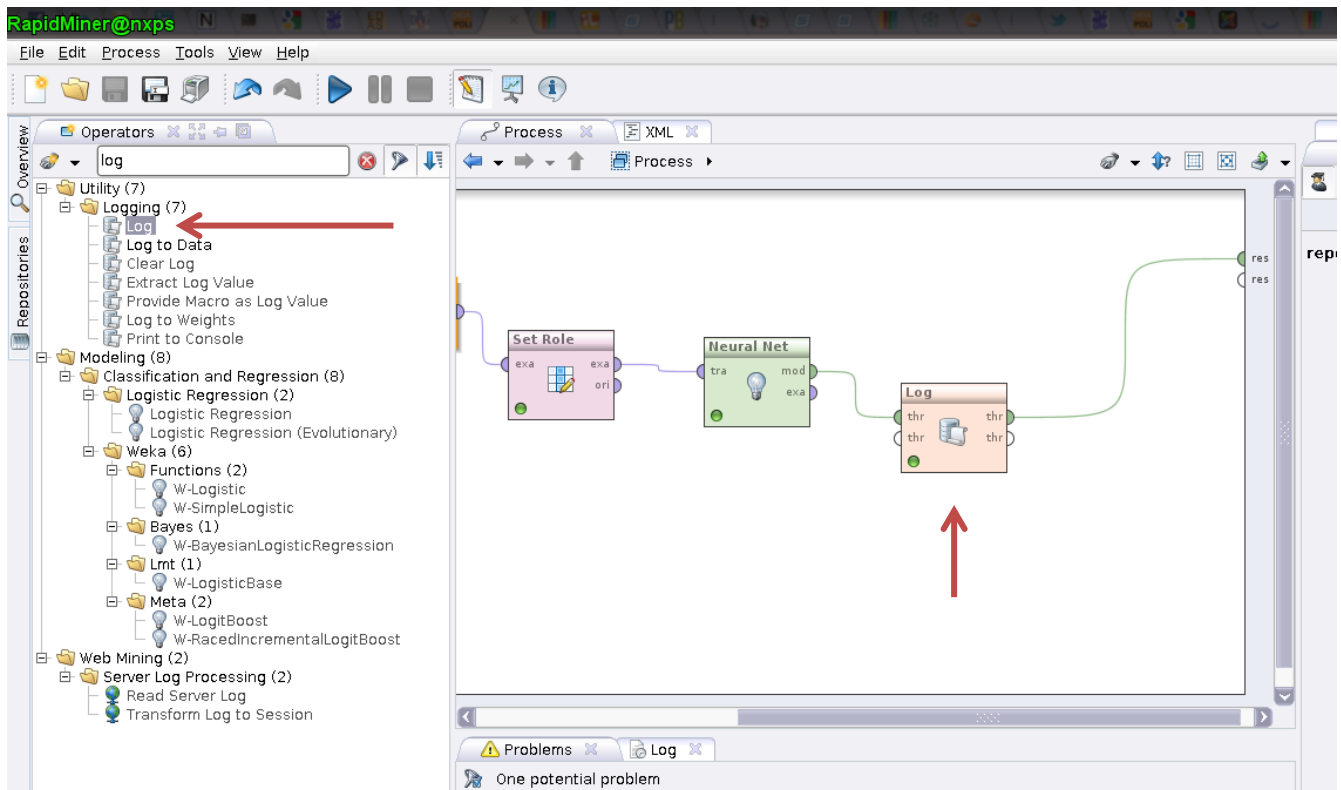 RapidMiner@nxps
File Edit Process Tools View Help
Overview
Repositories
Operators
log
Utility (7)
Logging (7)
Log
Log to Data
Clear Log
Extract Log Value
Provide Macro as Log Value
Log to Weights
Print to Console
Modeling (8)
Classification and Regression (8)
Logistic Regression (2)
Logistic Regression
Logistic Regression (Evolutionary)
Weka (6)
Functions (2)
W-Logistic
W-SimpleLogistic
Bayes (1)
W-BayesianLogisticRegression
Lmt (1)
W-LogisticBase
Meta (2)
W-LogitBoost
W-RacedIncrementalLogitBoost
Web Mining (2)
Server Log Processing (2)
Read Server Log
Transform Log to Session
Process XML
Process
Set Role
exa exa
ori
Neural Net
tra mod
exa
Log
thr thr
thr thr
res
res
Problems Log
One potential problem